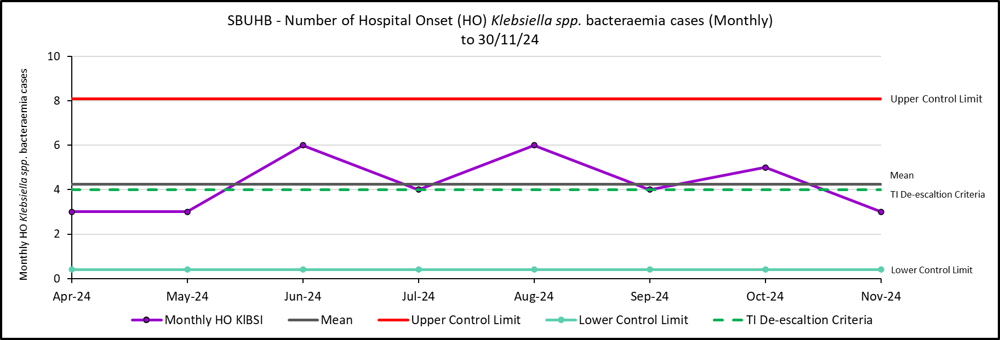 SBUHB - Number of Hospital Onset (HO) Klebsiella spp. bacteraemia cases (Monthly)
to 30/11/24
Monthly HO Klebsiella spp. bacteraemia cases
10
8
6
4
2
0
Upper Control Limit
Mean
TI De-escaltion Criteria
Lower Control Limit
Apr-24 May-24 Jun-24 Jul-24 Aug-24 Sep-24 Oct-24 Nov-24
Monthly HO KlBSI Mean Upper Control Limit Lower Control Limit TI De-escaltion Criteria